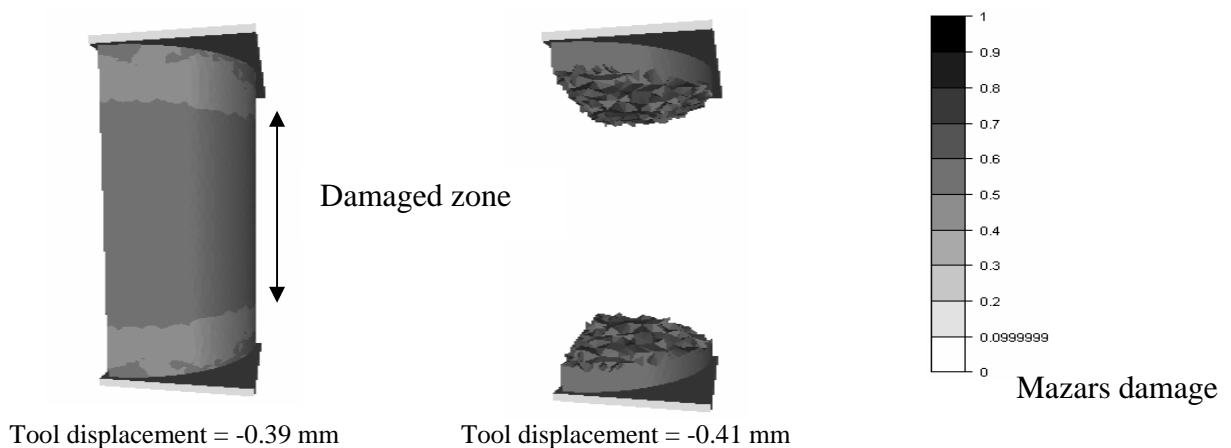 1
0.9
0.8
0.7
0.6
0.5
0.4
0.3
0.2
0.0999999
0
Damaged zone
Mazars damage
Tool displacement = -0.39 mm
Tool displacement = -0.41 mm